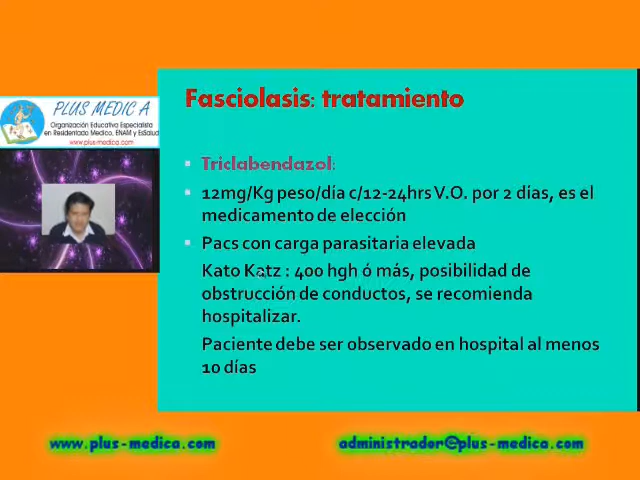 PLUS MEDIC A
Organización Educativa Especialista
en Residentado Medico, ENAM y EsSalud
www.plus-medica.com
Fasciolasis: tratamiento
Triclabendazol:
12mg/Kg peso/día c/12-24hrs V.O. por 2 días, es el
medicamento de elección
Pacs con carga parasitaria elevada
Kato Katz : 400 hgh ó más, posibilidad de
obstrucción de conductos, se recomienda
hospitalizar.
Paciente debe ser observado en hospital al menos
10 días
www.plus-medica.com
administrador@plus-medica.com